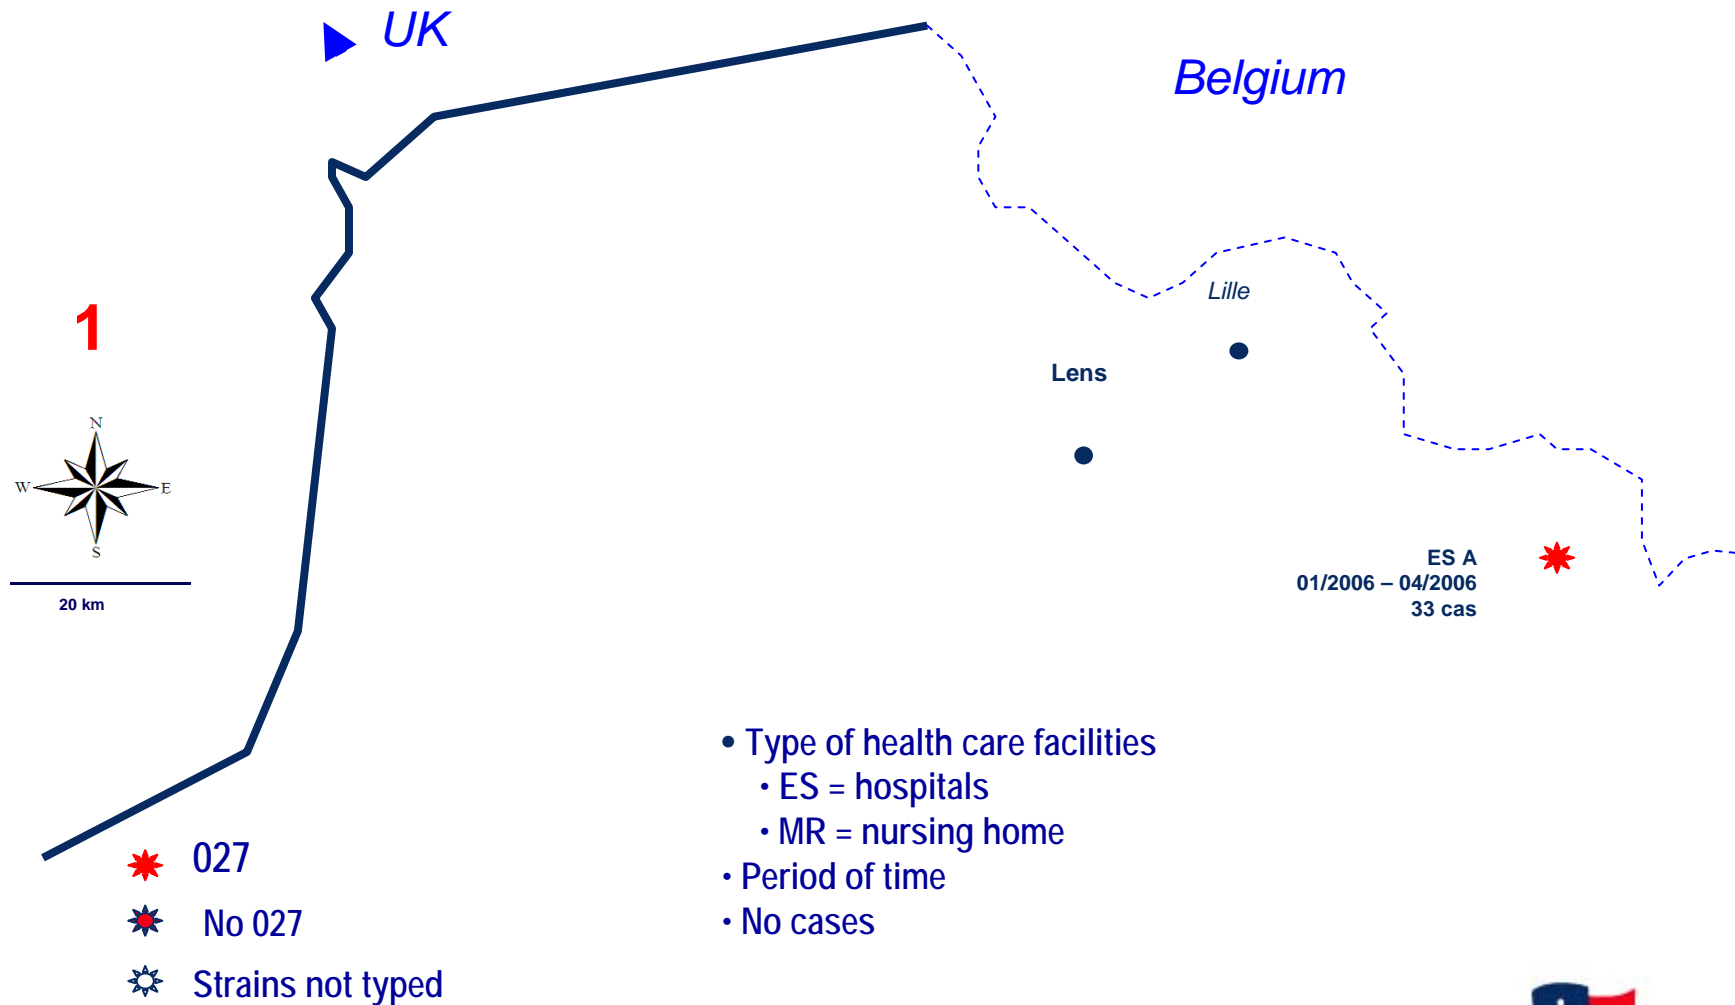 UK
Belgium
Lille
1
Lens
N
W
E
S
20 km
ES A
01/2006 – 04/2006
33 cas
• Type of health care facilities
• ES = hospitals
• MR = nursing home
• Period of time
• No cases
027
No 027
Strains not typed